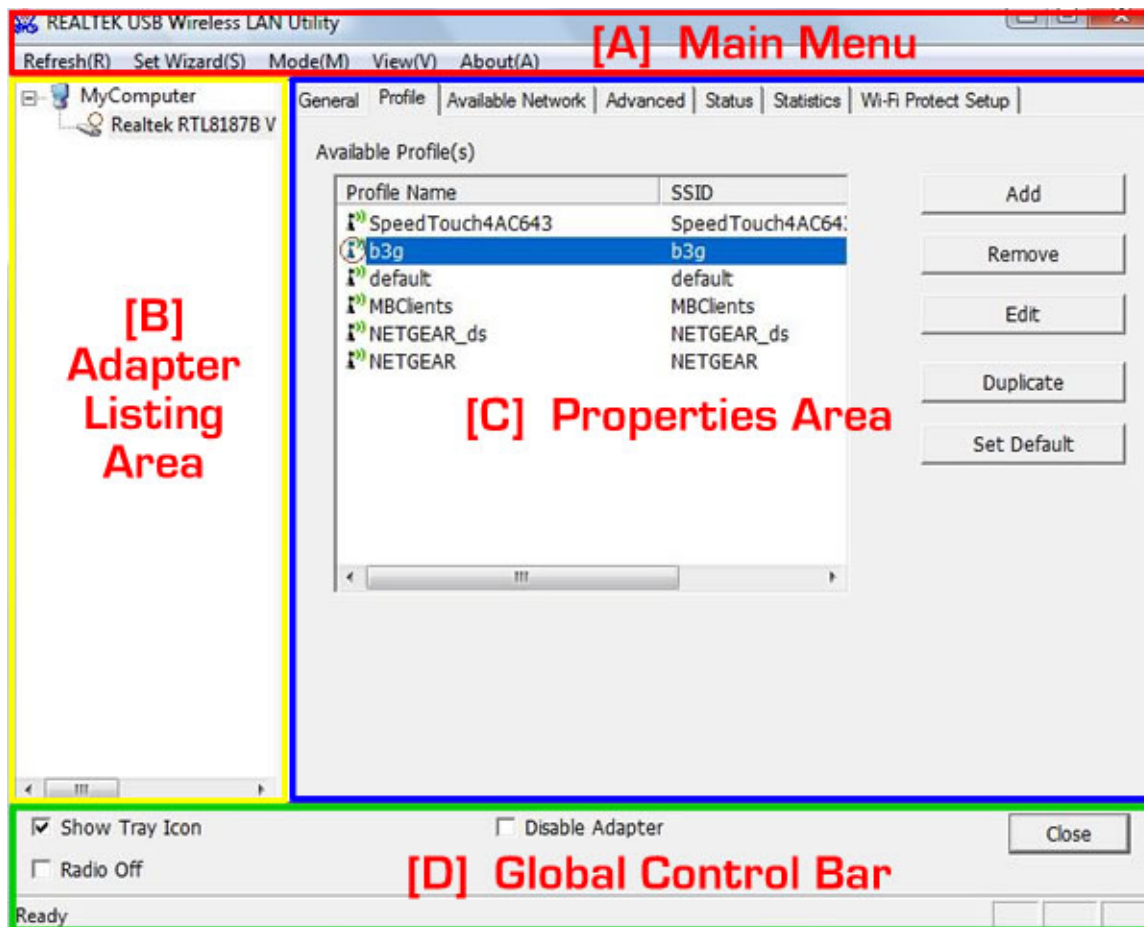 REALTEK USB Wireless LAN Utility
[A] Main Menu
Refresh(R) Set Wizard(S) Mode(M) View(V) About(A)
MyComputer
Realtek RTL8187B
General Profile Available Network Advanced Status Statistics Wi-Fi Protect Setup
Available Profile(s)
Profile Name SSID
SpeedTouch4AC643 SpeedTouch4AC64
b3g b3g
default default
MBClients MBClients
NETGEAR_ds NETGEAR_ds
NETGEAR NETGEAR
Add
Remove
Edit
Duplicate
Set Default
[B]
Adapter
Listing
Area
[C] Properties Area
Show Tray Icon Disable Adapter Close
Radio Off
[D] Global Control Bar
Ready